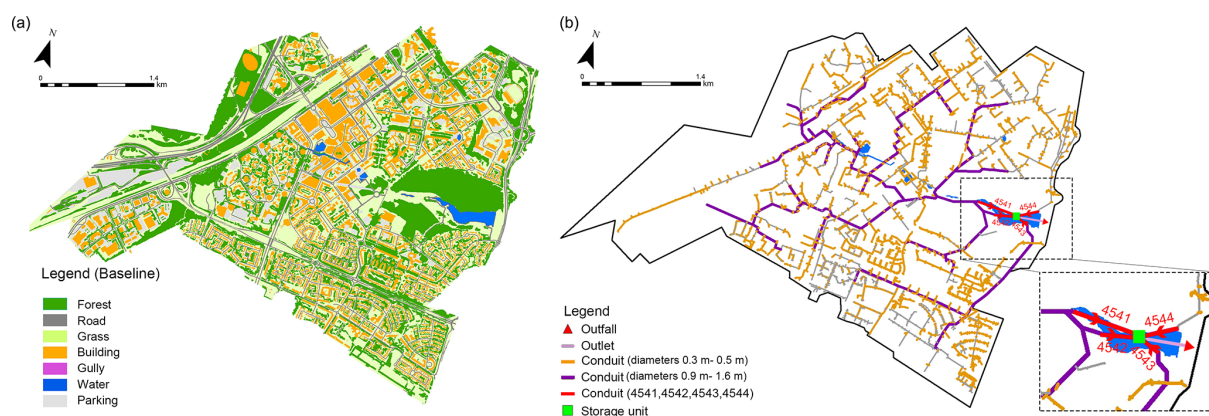 (a)
N
0
1.4
km
Legend (Baseline)
Forest
Road
Grass
Building
Gully
Water
Parking
(b)
N
0
1.4
km
4541
4544
4542
4543
Legend
Outfall
Outlet
Conduit (diameters 0.3 m- 0.5 m)
Conduit (diameters 0.9 m- 1.6 m)
Conduit (4541,4542,4543,4544)
Storage unit
4541
4544
4542
4543